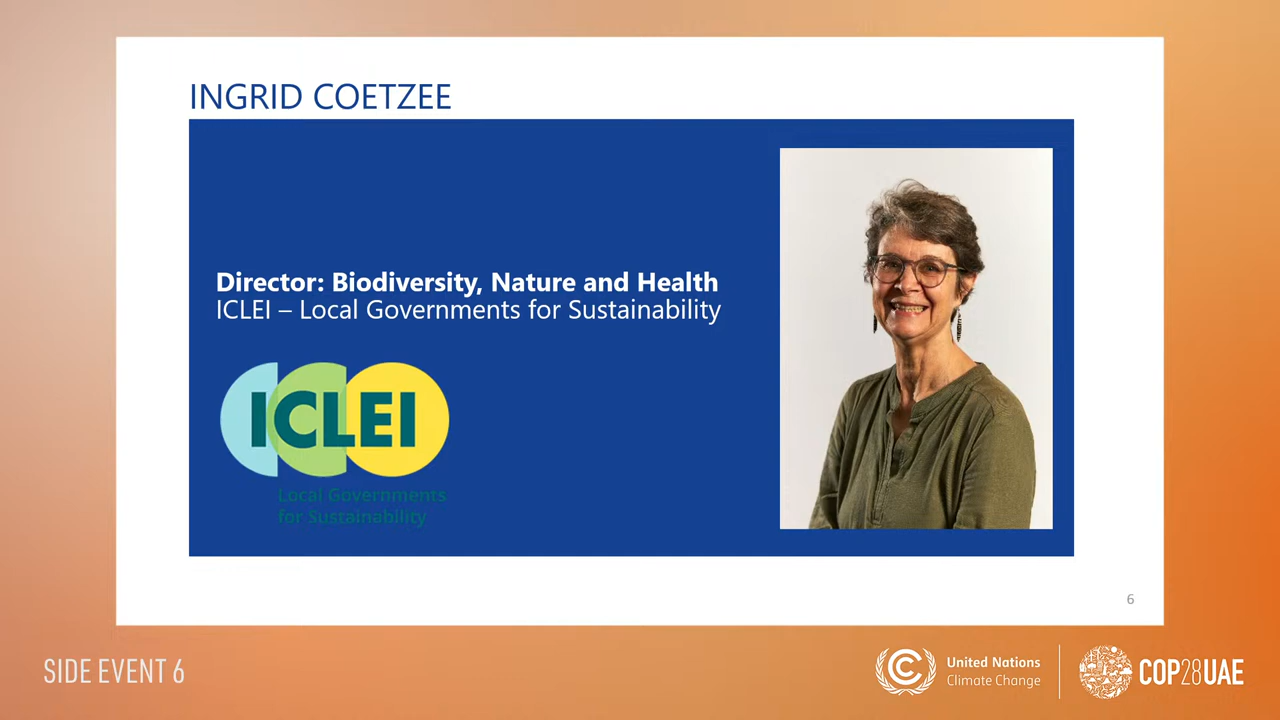 INGRID COETZEE
Director: Biodiversity, Nature and Health
ICLEI – Local Governments for Sustainability
ICLEI
Local Governments
for Sustainability
6
SIDE EVENT 6
United Nations
Climate Change
COP28UAE